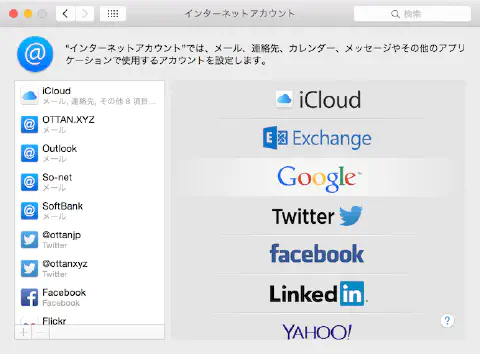 インターネットアカウント
検索
"インターネットアカウント"では、メール、連絡先、カレンダー、メッセージやその他のアプリ
ケーションで使用するアカウントを設定します。
iCloud
メール, 連絡先, その他 8 項目...
OTTAN.XYZ
メール
Outlook
メール
So-net
メール
SoftBank
メール
@ottanjp
Twitter
@ottanxyz
Twitter
Facebook
Facebook
Flickr
iCloud
Exchange
Google™
Twitter
facebook
Linked in
YAHOO!
?